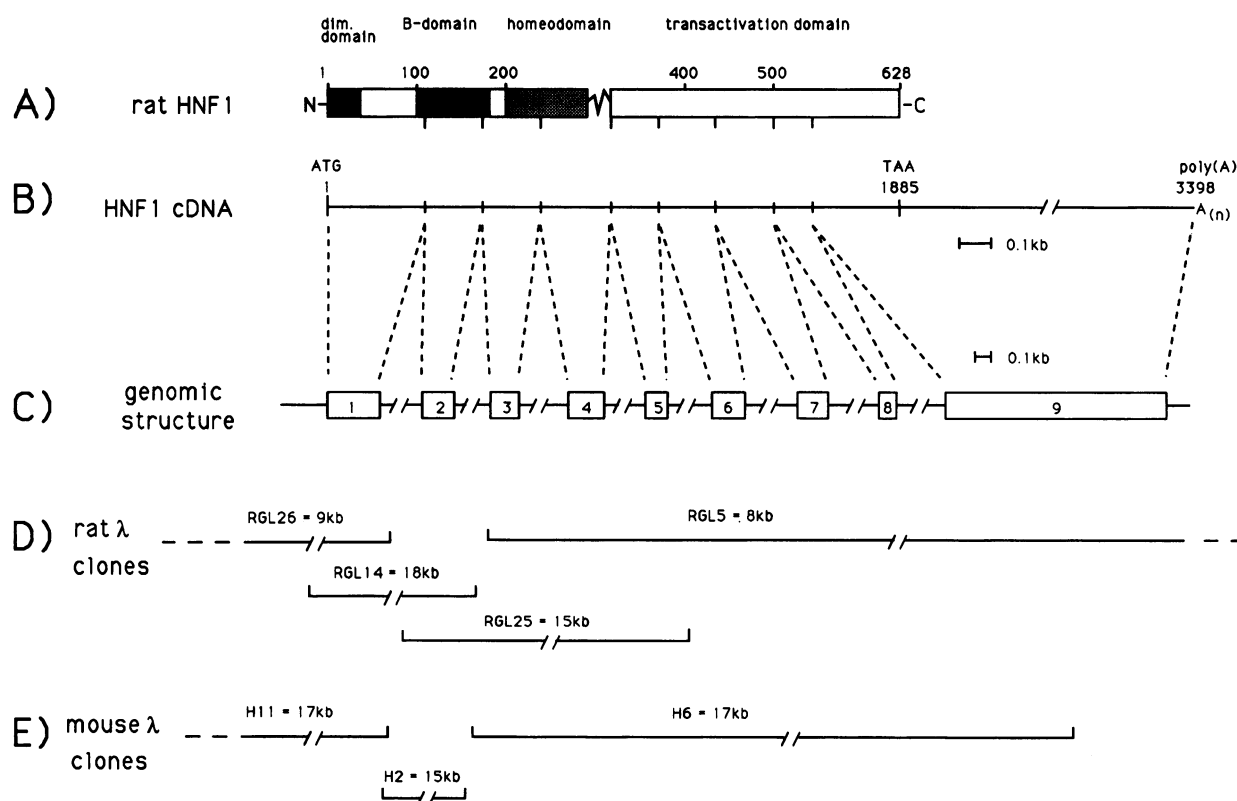 dim. domain B-domain homeodomain transactivation domain
1 100 200 400 500 628
A) rat HNF1 N C
ATG TAA poly(A)
1 1885 3398
B) HNF1 cDNA A(n)
0.1kb
0.1kb
C) genomic structure 1 2 3 4 5 6 7 8 9
RGL26 = 9kb RGL5 = 8kb
D) rat λ clones
RGL14 = 18kb
RGL25 = 15kb
H11 = 17kb H6 = 17kb
E) mouse λ clones
H2 = 15kb